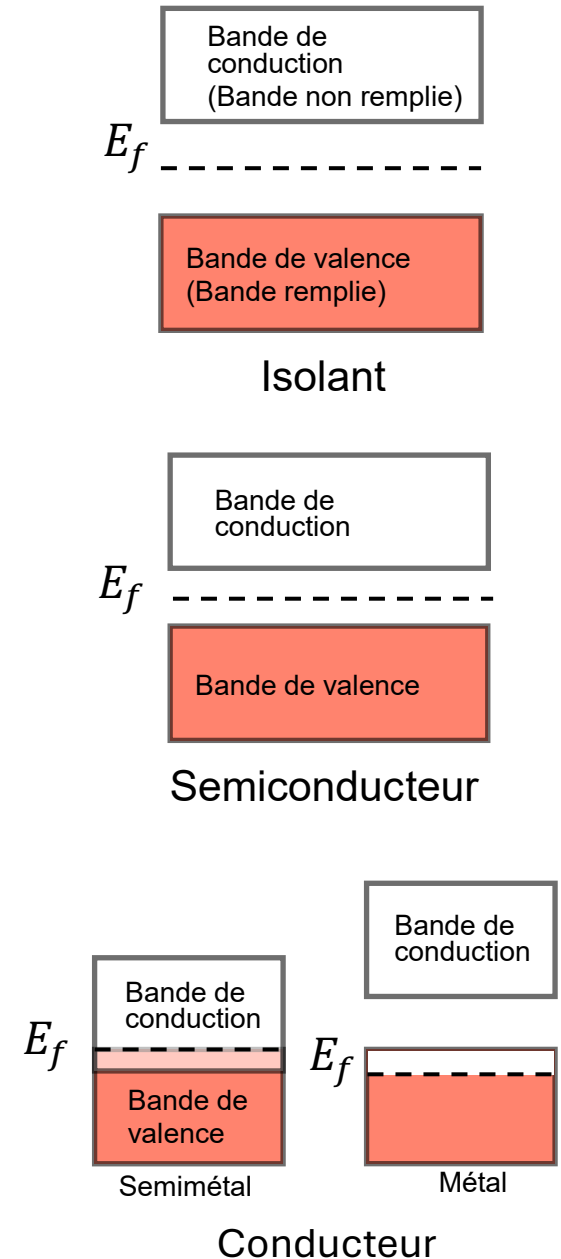 Bande de
conduction
(Bande non remplie)
E_f
Bande de valence
(Bande remplie)
Isolant
Bande de
conduction
E_f
Bande de valence
Semiconducteur
Bande de
conduction
E_f
Bande de
valence
Semimétal
Bande de
conduction
E_f
Métal
Conducteur